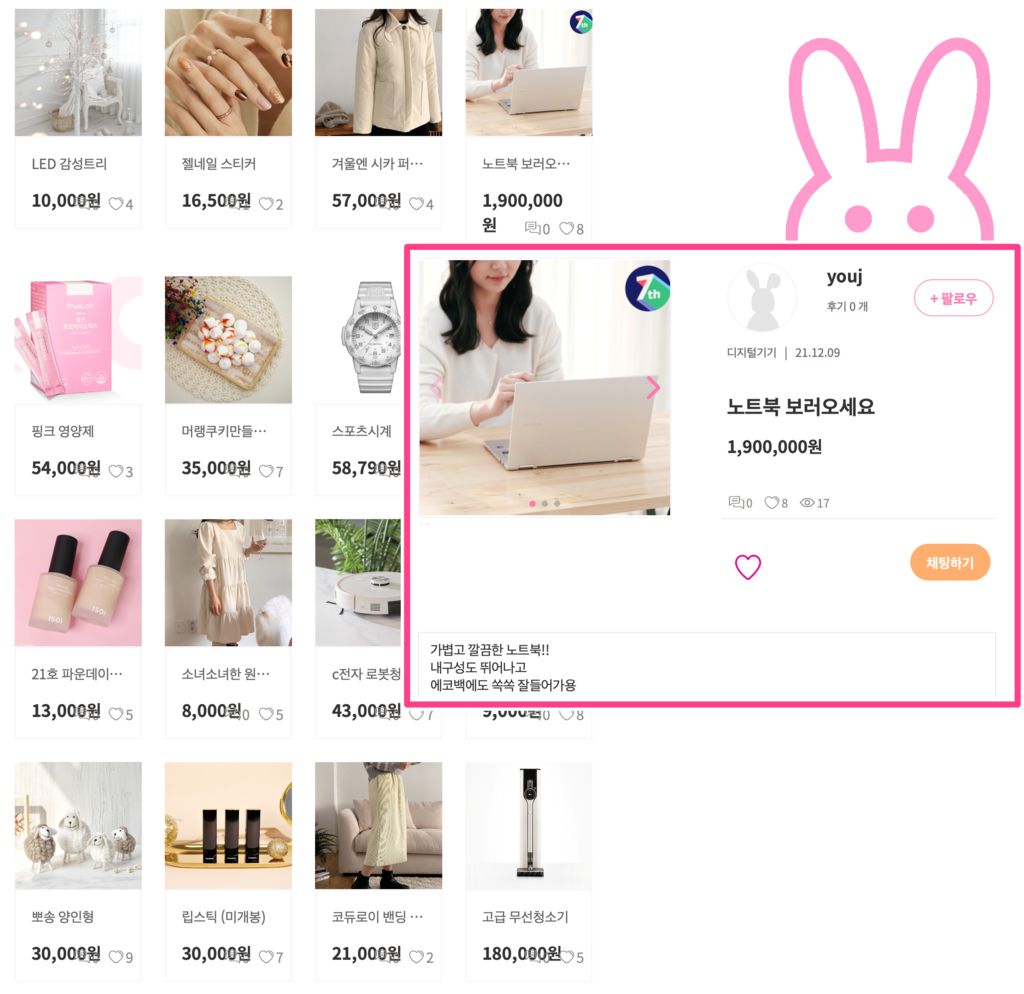 7th
LED 감성트리
젤네일 스티커
겨울엔 시카 퍼…
노트북 보러오…
10,000원
4
16,500원
2
57,000원
4
1,900,000
원
0
8
핑크 영양제
머랭쿠키만들…
스포츠시계
54,000원
3
35,000원
7
58,790원
7th
youj
후기 0 개
+ 팔로우
디지털기기 | 21.12.09
노트북 보러오세요
1,900,000원
0
8
17
채팅하기
가볍고 깔끔한 노트북!!
내구성도 뛰어나고
에코백에도 쏙쏙 잘들어가용
ISOI
ISOI
21호 파운데이…
소녀소녀한 원…
c전자 로봇청
13,000원
5
8,000원
0
5
43,000원
7
9,000원
0
8
뽀송 양인형
립스틱 (미개봉)
코듀로이 밴딩 …
고급 무선청소기
30,000원
9
30,000원
7
21,000원
2
180,000원
5